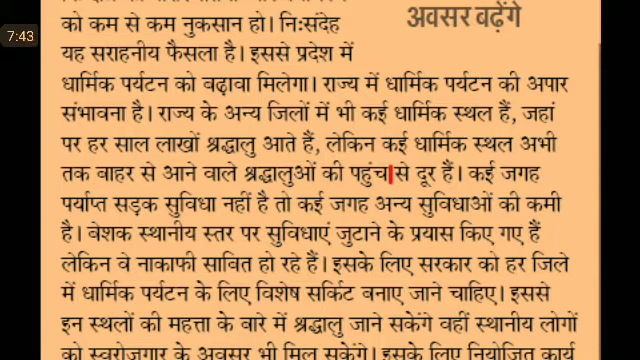 को कम से कम नुकसान हो। निःसंदेह
अवसर बढ़ेंगे
7:43
यह सराहनीय फैसला है। इससे प्रदेश में
धार्मिक पर्यटन को बढ़ावा मिलेगा। राज्य में धार्मिक पर्यटन की अपार
संभावना है। राज्य के अन्य जिलों में भी कई धार्मिक स्थल हैं, जहां
पर हर साल लाखों श्रद्धालु आते हैं, लेकिन कई धार्मिक स्थल अभी
तक बाहर से आने वाले श्रद्धालुओं की पहुंच से दूर हैं। कई जगह
पर्याप्त सड़क सुविधा नहीं है तो कई जगह अन्य सुविधाओं की कमी
है। बेशक स्थानीय स्तर पर सुविधाएं जुटाने के प्रयास किए गए हैं
लेकिन वे नाकाफी साबित हो रहे हैं। इसके लिए सरकार को हर जिले
में धार्मिक पर्यटन के लिए विशेष सर्किट बनाए जाने चाहिए। इससे
इन स्थलों की महत्ता के बारे में श्रद्धालु जाने सकेंगे वहीं स्थानीय लोगों
को स्वरोजगार के अवसर भी मिल सकेंगे। इसके लिए नियोजित कार्य